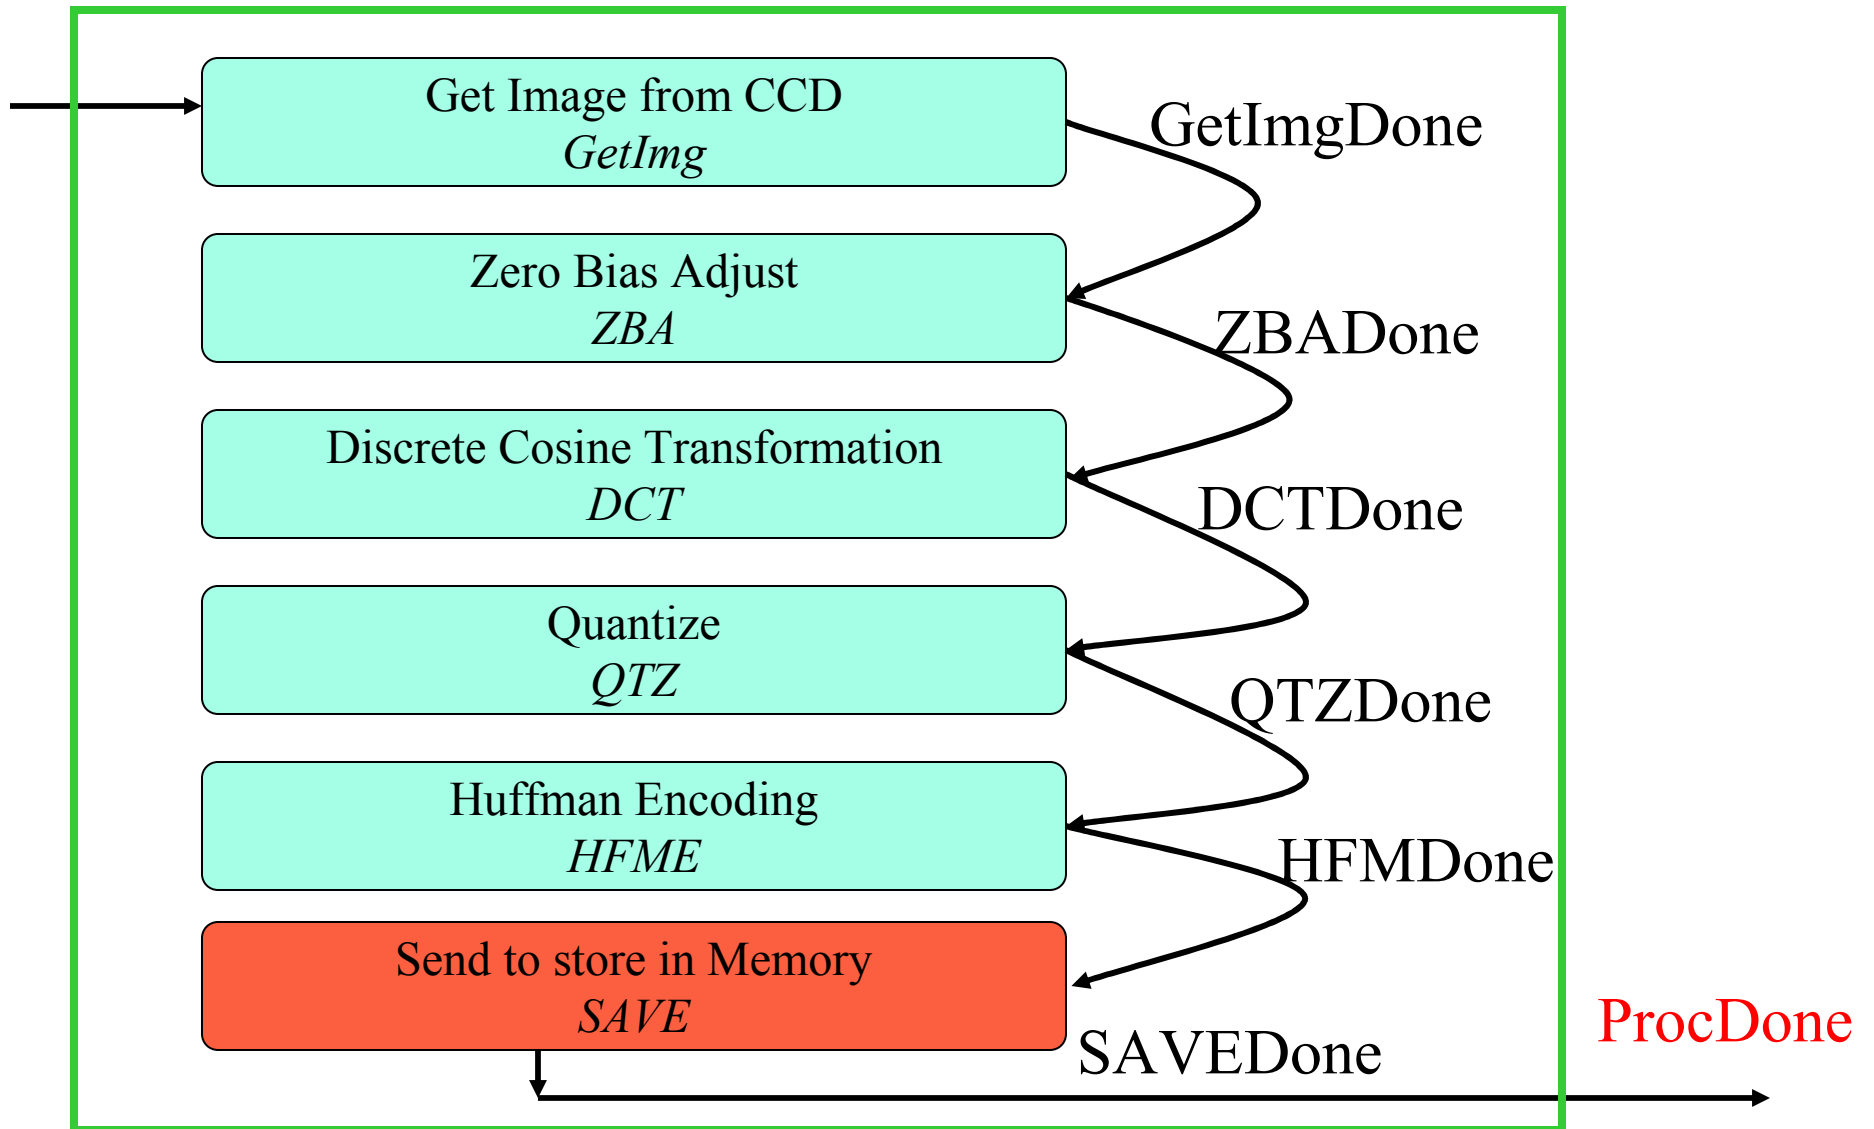 Get Image from CCD
GetImg
GetImgDone
Zero Bias Adjust
ZBA
ZBADone
Discrete Cosine Transformation
DCT
DCTDone
Quantize
QTZ
QTZDone
Huffman Encoding
HFME
HFMDone
Send to store in Memory
SAVE
SAVEDone
ProcDone